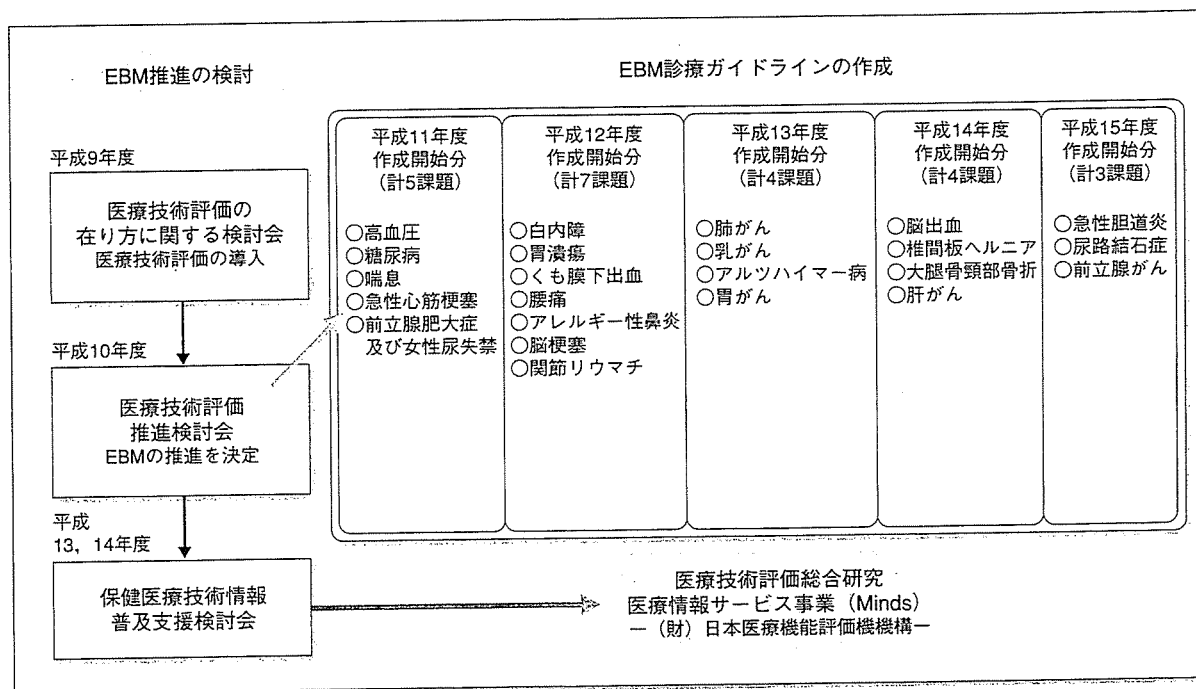 EBM推進の検討
平成9年度
医療技術評価の
在り方に関する検討会
医療技術評価の導入
平成10年度
医療技術評価
推進検討会
EBMの推進を決定
平成
13，14年度
保健医療技術情報
普及支援検討会
EBM診療ガイドラインの作成
平成11年度
作成開始分
(計5課題)
○高血圧
○糖尿病
○喘息
○急性心筋梗塞
○前立腺肥大症
及び女性尿失禁
平成12年度
作成開始分
(計7課題)
○白内障
○胃潰瘍
○くも膜下出血
○腰痛
○アレルギー性鼻炎
○脳梗塞
○関節リウマチ
平成13年度
作成開始分
(計4課題)
○肺がん
○乳がん
○アルツハイマー病
○胃がん
平成14年度
作成開始分
(計4課題)
○脳出血
○椎間板ヘルニア
○大腿骨頸部骨折
○肝がん
平成15年度
作成開始分
(計3課題)
○急性胆道炎
○尿路結石症
○前立腺がん
医療技術評価総合研究
医療情報サービス事業（Minds）
―（財）日本医療機能評価機機構―